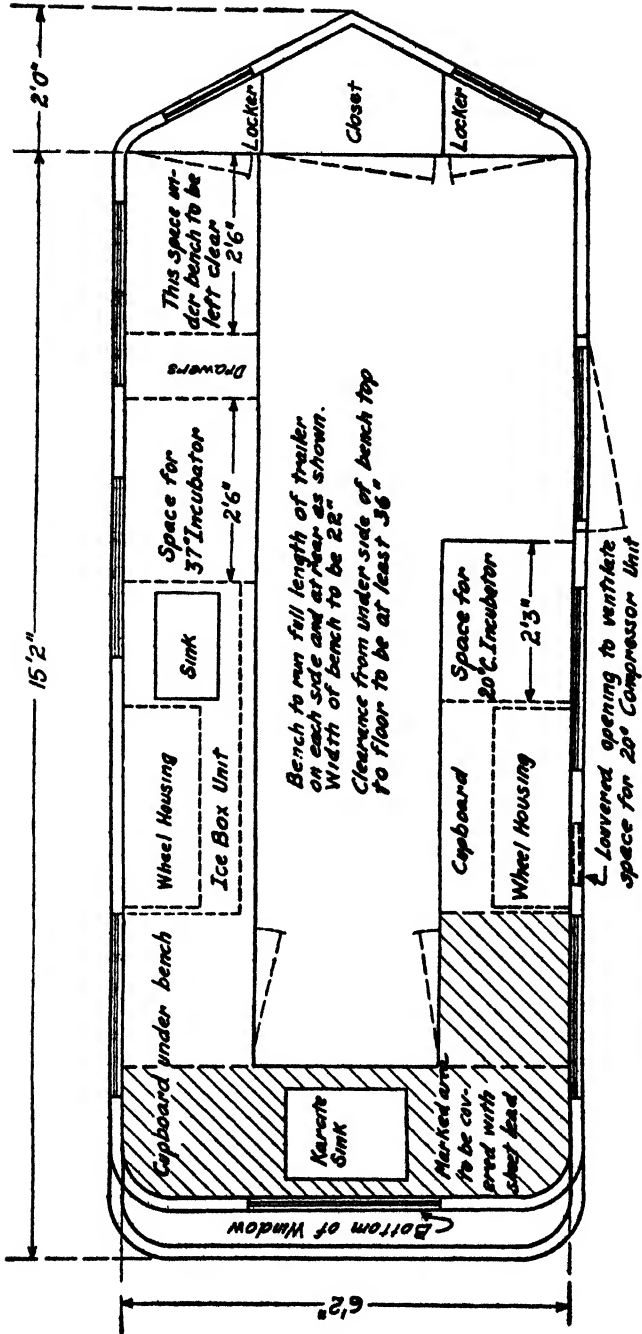 15'2"
2'0"
Locker
Closet
Locker
This space un-
der bench to be
left clear
2'6"
Drawers
Space for
37° Incubator
2'6"
Sink
Wheel Housing
Ice Box Unit
Cupboard under bench
Bench to run full length of trailer
on each side and at rear as shown.
Width of bench to be 22"
Clearance from under side of bench top
to floor to be at least 36"
Space for
20°C. Incubator
2'3"
Cupboard
Wheel Housing
Karcite
Sink
Marked area
to be cov-
ered with
sheet lead
Bottom of Window
6'2"
Louvered opening to ventilate
space for 20° Compressor Unit